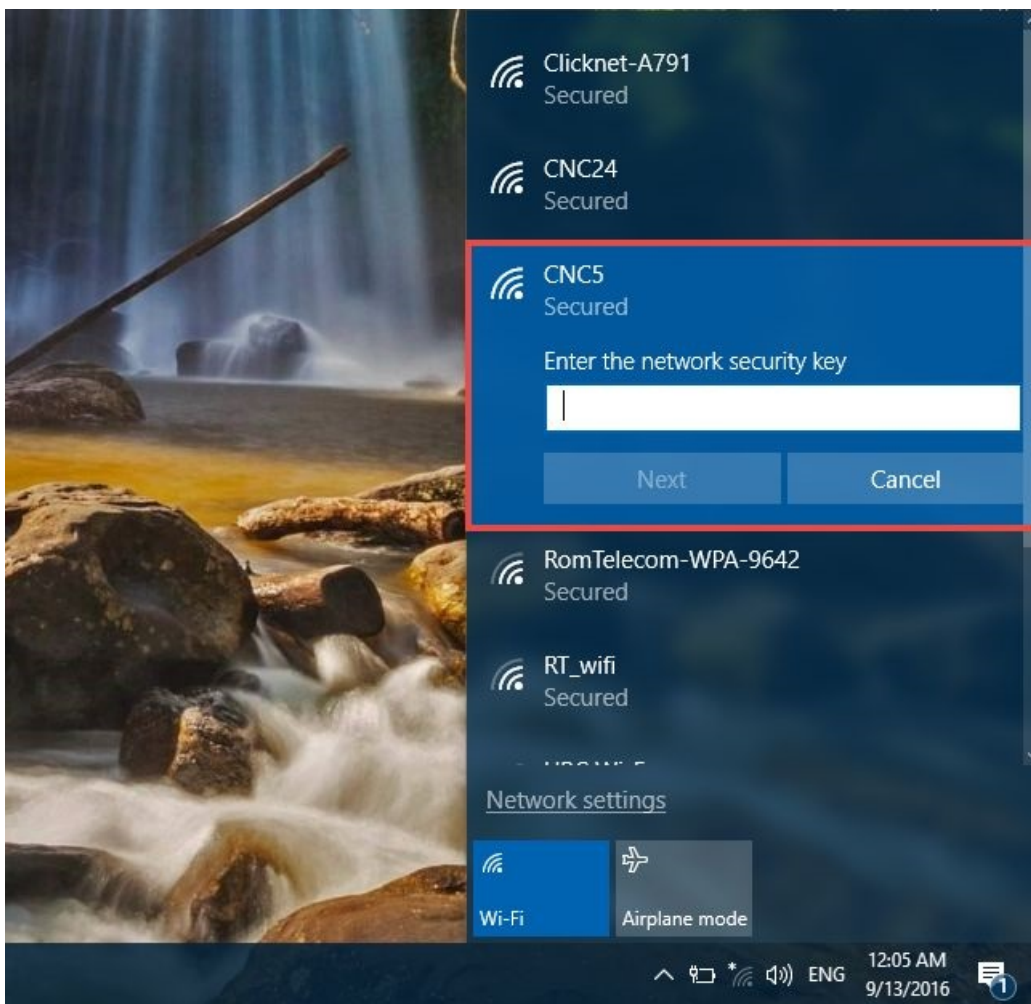 Clicknet-A791
Secured
CNC24
Secured
CNC5
Secured
Enter the network security key
Next
Cancel
RomTelecom-WPA-9642
Secured
RT_wifi
Secured
Network settings
Wi-Fi
Airplane mode
ENG
12:05 AM
9/13/2016
1